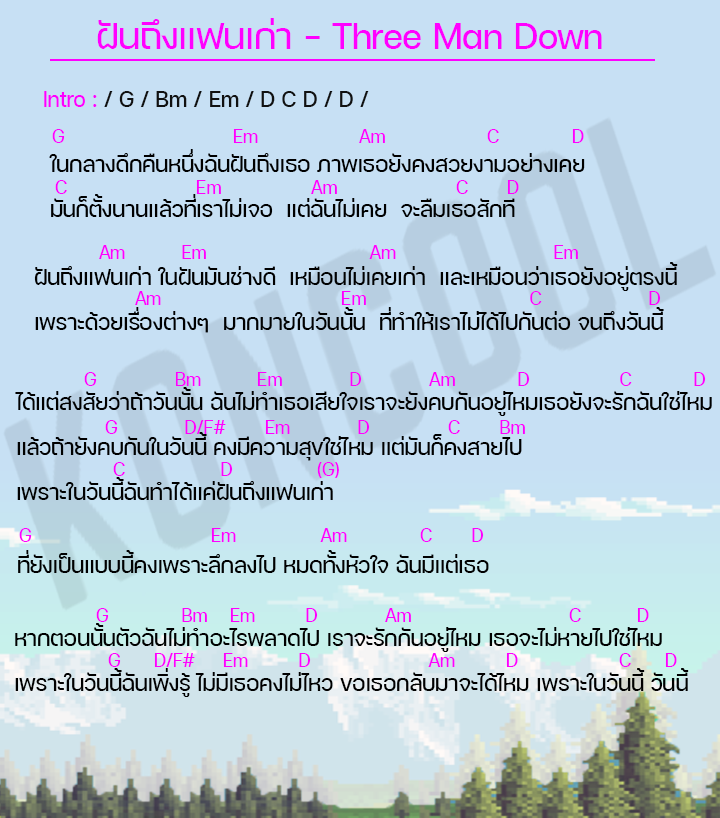 ฝันถึงแฟนเก่า - Three Man Down
Intro : / G / Bm / Em / D C D / D /
G Em Am C D
ในกลางดึกคืนหนึ่งฉันฝันถึงเธอ ภาพเธอยังคงสวยงามอย่างเคย
C Em Am C D
มันก็ตั้งนานแล้วที่เราไม่เจอ แต่ฉันไม่เคย จะลืมเธอสักที
Am Em Am Em
ฝันถึงแฟนเก่า ในฝันมันช่างดี เหมือนไม่เคยเก่า และเหมือนว่าเธอยังอยู่ตรงนี้
Am Em C D
เพราะด้วยเรื่องต่างๆ มากมายในวันนั้น ที่ทำให้เราไม่ได้ไปกันต่อ จนถึงวันนี้
G Bm Em D Am D C D
ได้แต่สงสัยว่าถ้าวันนั้น ฉันไม่ทำเธอเสียใจเราจะยังคบกันอยู่ไหมเธอยังจะรักฉันใช่ไหม
G D/F# Em D C Bm
แล้วถ้ายังคบกันในวันนี้ คงมีความสุขใช่ไหม แต่มันก็คงสายไป
C D (G)
เพราะในวันนี้ฉันทำได้แค่ฝันถึงแฟนเก่า
G Em Am C D
ที่ยังเป็นแบบนี้คงเพราะลึกลงไป หมดทั้งหัวใจ ฉันมีแต่เธอ
G Bm Em D Am C D
หากตอนนั้นตัวฉันไม่ทำอะไรพลาดไป เราจะรักกันอยู่ไหม เธอจะไม่หายไปใช่ไหม
G D/F# Em D Am D C D
เพราะในวันนี้ฉันเพิ่งรู้ ไม่มีเธอคงไม่ไหว ขอเธอกลับมาจะได้ไหม เพราะในวันนี้ วันนี้
KONCOOL